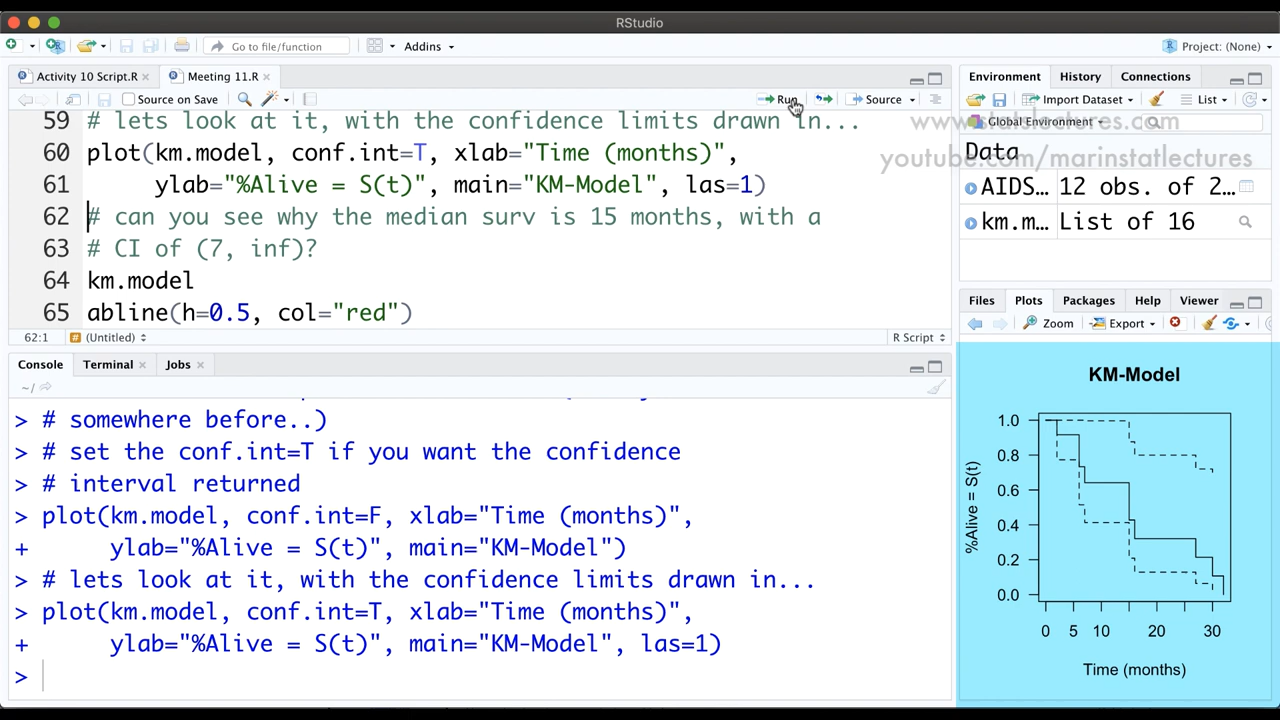 RStudio
Go to file/function
Addins
Project: (None)
Activity 10 Script.R
Meeting 11.R
Source on Save
Run
Source
59 # lets look at it, with the confidence limits drawn in...
60 plot(km.model, conf.int=T, xlab="Time (months)",
61 ylab="%Alive = S(t)", main="KM-Model", las=1)
62 # can you see why the median surv is 15 months, with a
63 # CI of (7, inf)?
64 km.model
65 abline(h=0.5, col="red")
62:1
(Untitled)
R Script
Console
Terminal
Jobs
~/
> # somewhere before..)
> # set the conf.int=T if you want the confidence
> # interval returned
> plot(km.model, conf.int=F, xlab="Time (months)",
+ ylab="%Alive = S(t)", main="KM-Model")
> # lets look at it, with the confidence limits drawn in...
> plot(km.model, conf.int=T, xlab="Time (months)",
+ ylab="%Alive = S(t)", main="KM-Model", las=1)
>
Environment
History
Connections
Import Dataset
List
Global Environment
www.statslectures.com
youtube.com/marinstatlectures
Data
AIDS... 12 obs. of 2...
km.m... List of 16
Files
Plots
Packages
Help
Viewer
Zoom
Export
KM-Model
%Alive = S(t)
1.0
0.8
0.6
0.4
0.2
0.0
0 5 10 20 30
Time (months)